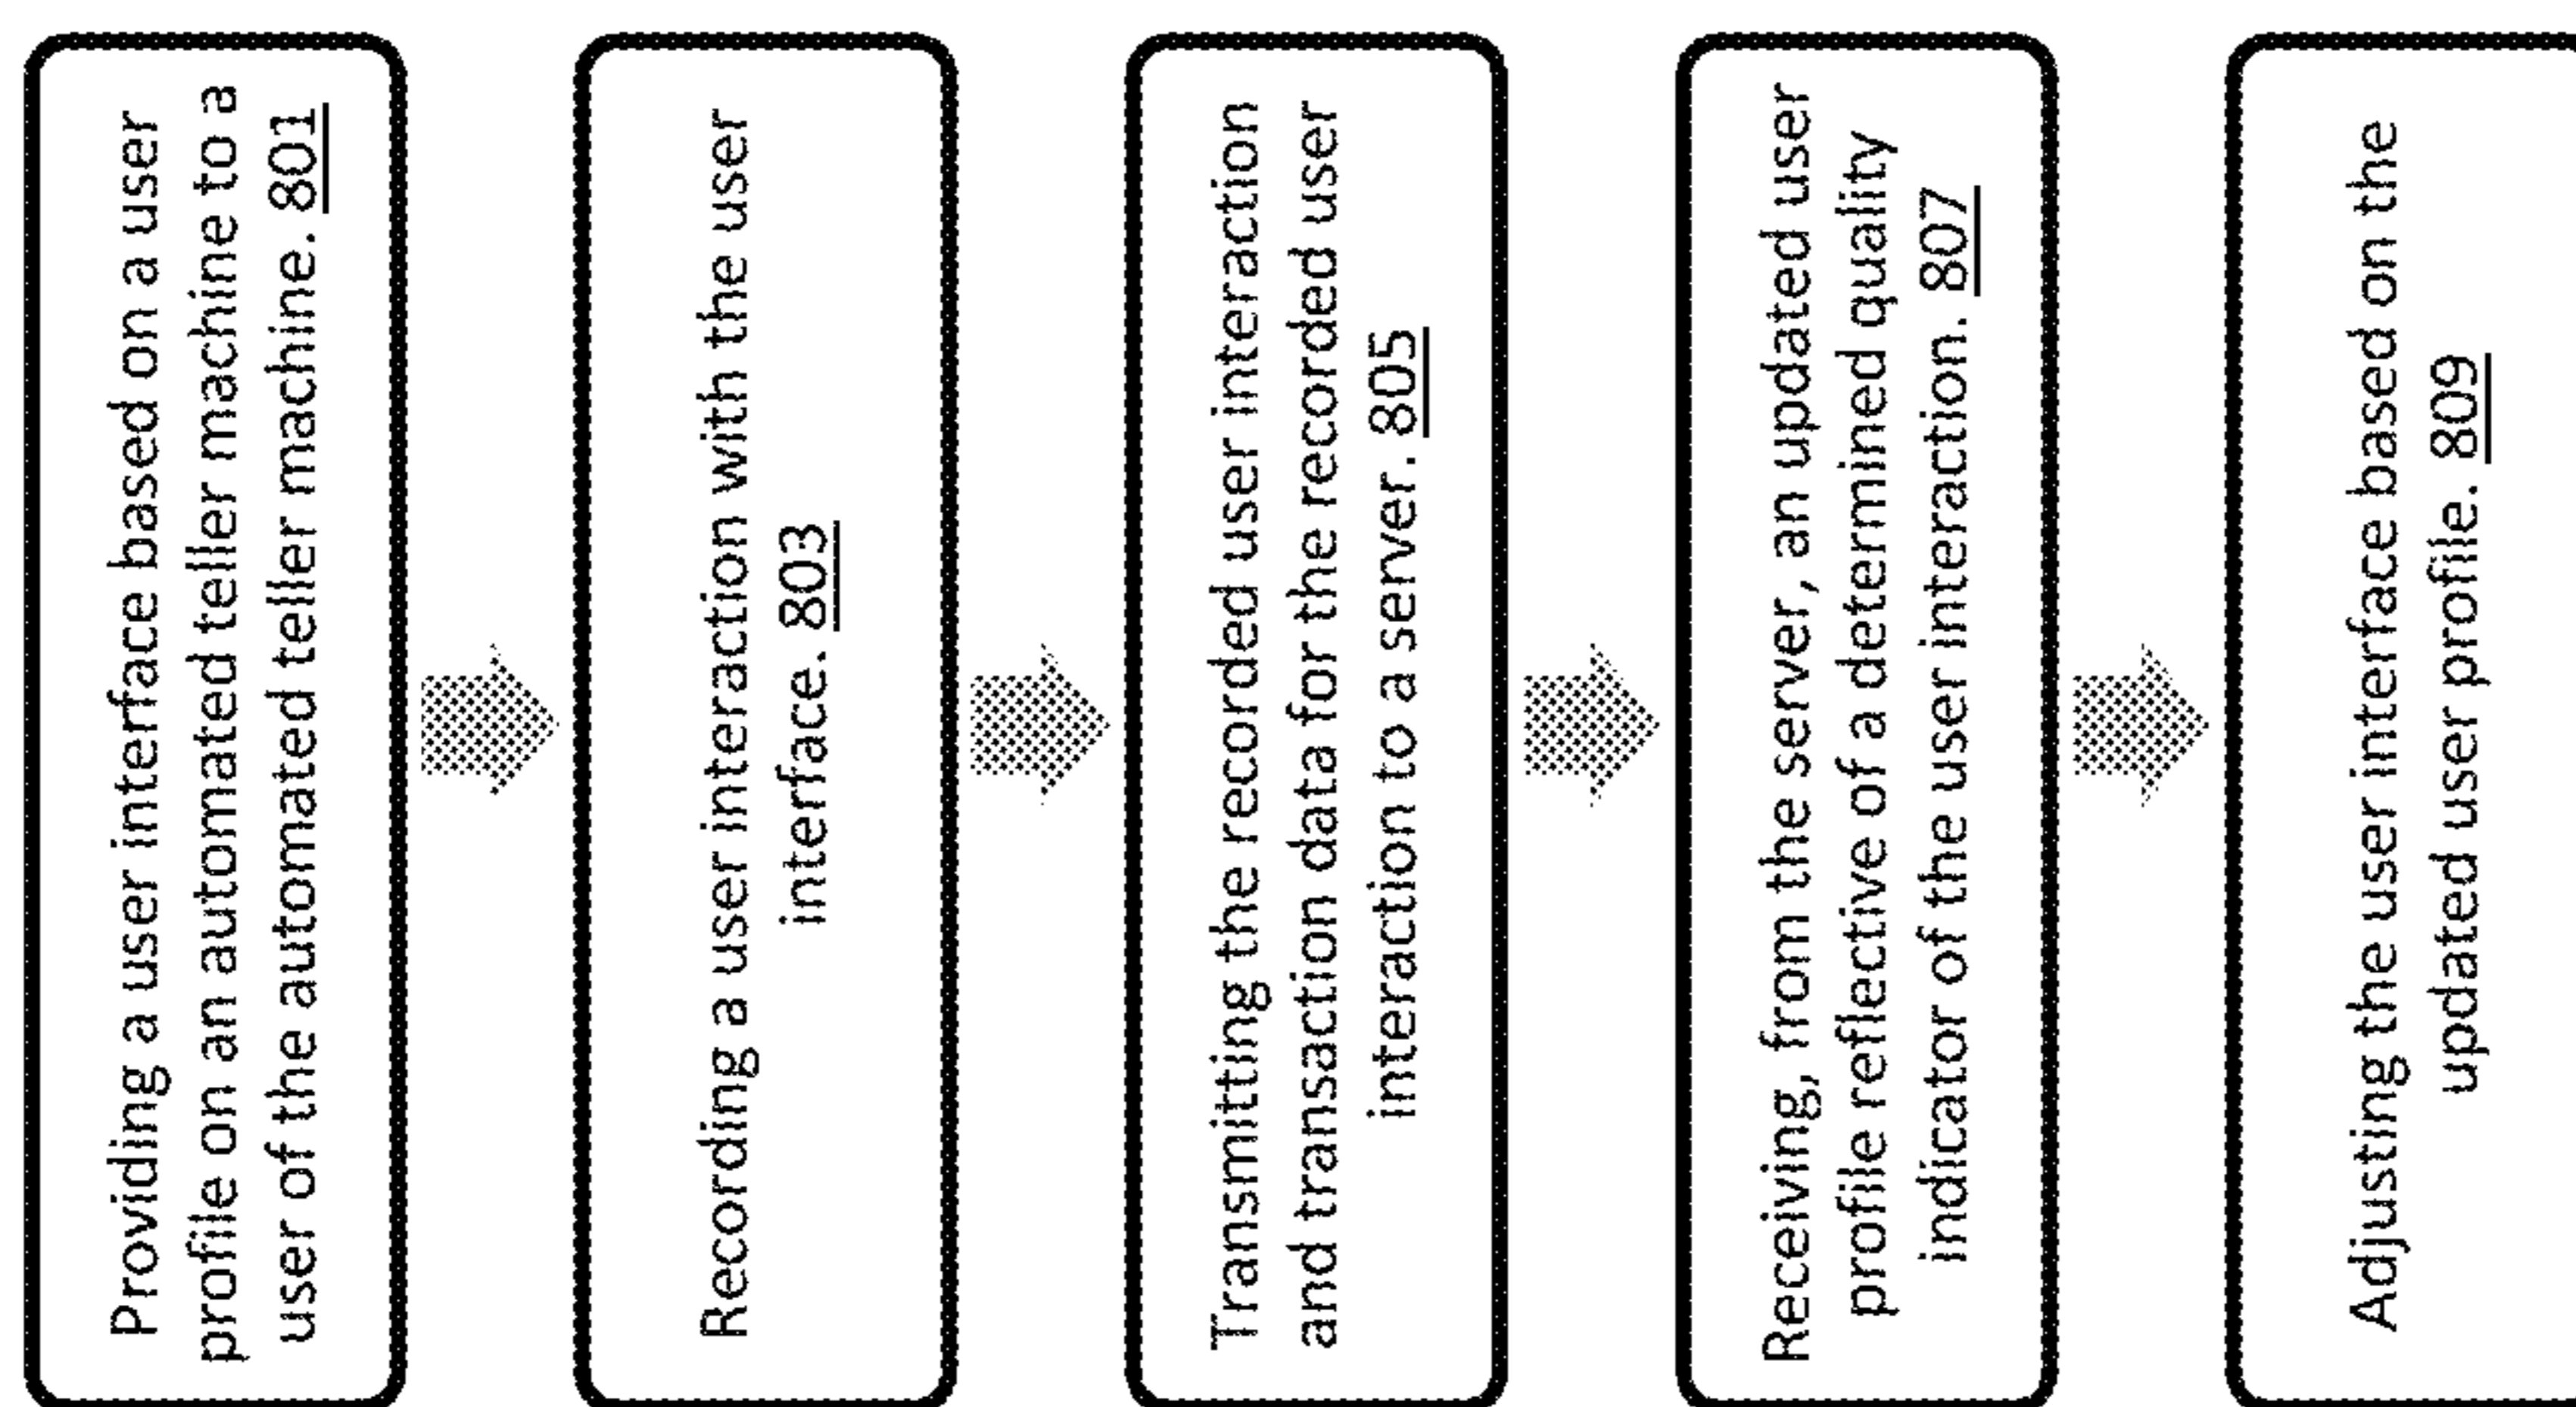 Providing a user interface based on a user
profile on an automated teller machine to a
user of the automated teller machine. 801
Recording a user interaction with the user
interface. 803
Transmitting the recorded user interaction
and transaction data for the recorded user
interaction to a server. 805
Receiving, from the server, an updated user
profile reflective of a determined quality
indicator of the user interaction. 807
Adjusting the user interface based on the
updated user profile. 809